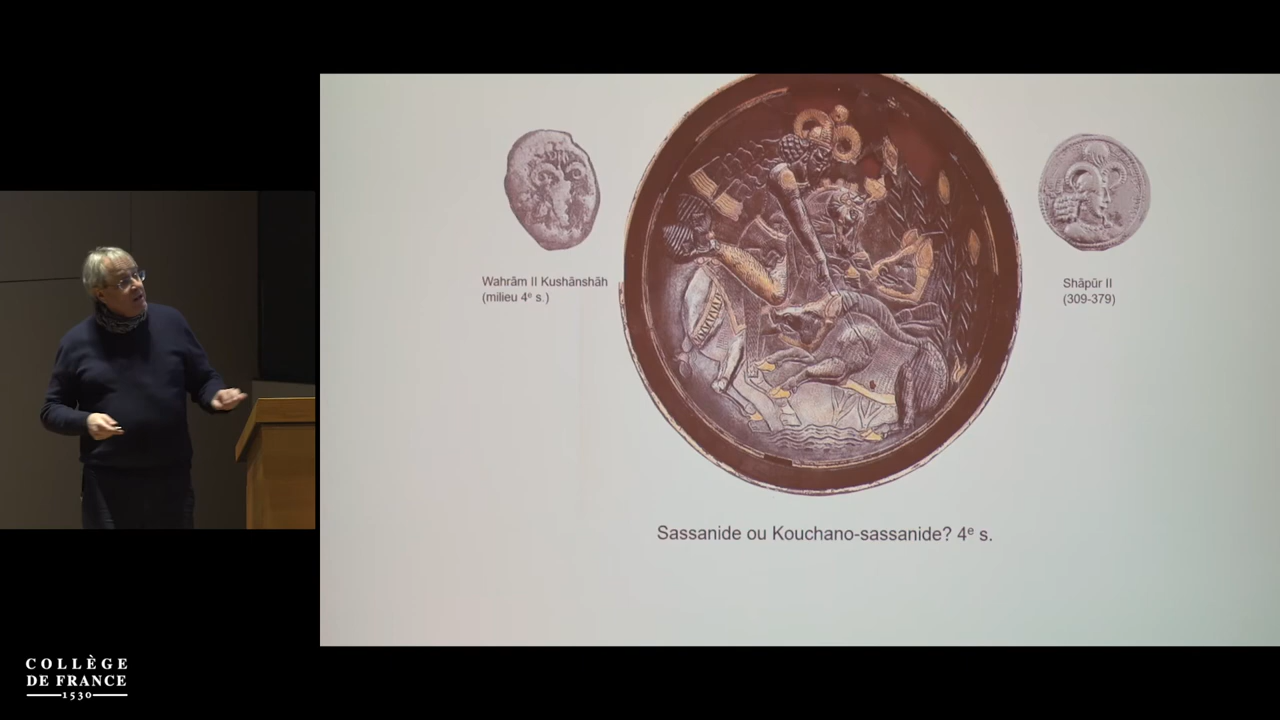 Wahrām II Kushānshāh
(milieu 4ᵉ s.)
Shāpūr II
(309-379)
Sassanide ou Kouchano-sassanide? 4ᵉ s.
COLLÈGE
DE FRANCE
1530